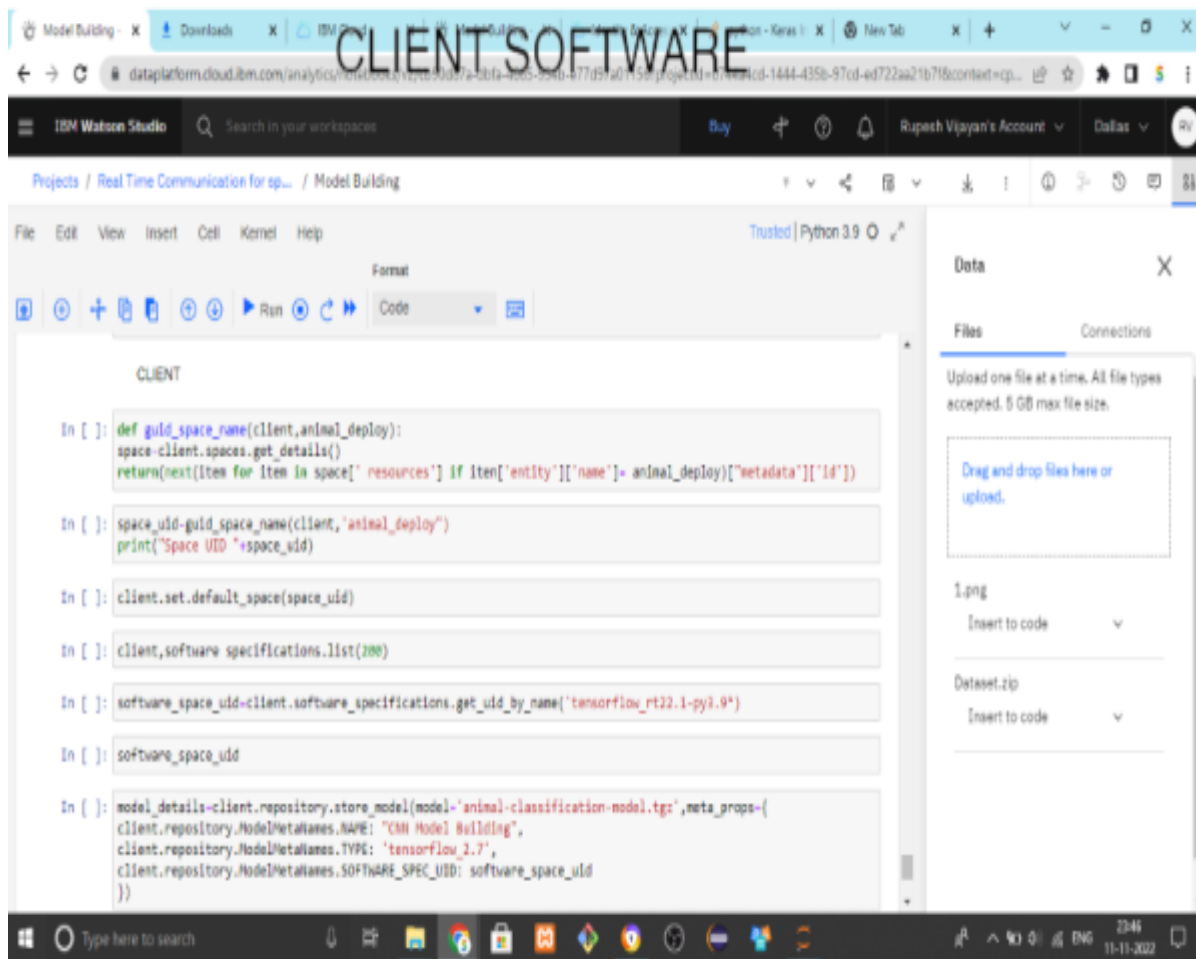 Model Building -
Downloads
New Tab
CLIENT SOFTWARE
IBM Watson Studio
Search in your workspaces
Buy
Rupesh Vijayan's Account
Dallas
RV
Projects / Real Time Communication for sp... / Model Building
File Edit View Insert Cell Kernel Help
Trusted | Python 3.9
Format
Run
Code
CLIENT
In [ ]: def guid_space_name(client,animal_deploy):
space-client.spaces.get_details()
return(next(item for item in space[' resources'] if iten['entity']['name']= animal_deploy)["metadata"]['id'])
In [ ]: space_uid-guid_space_name(client,'animal_deploy")
print("Space UID "+space_uid)
In [ ]: client.set.default_space(space_uid)
In [ ]: client,software specifications.list(200)
In [ ]: software_space_uid=client.software_specifications.get_uid_by_name('tensorflow_rt22.1-py3.9")
In [ ]: software_space_uid
In [ ]: model_details=client.repository.store_model(model='animal-classification-model.tgz',meta_props={
client.repository.ModelMetaNames.NAME: "CNN Model Building",
client.repository.ModelMetaNames.TYPE: 'tensorflow_2.7',
client.repository.ModelMetaNames.SOFTWARE_SPEC_UID: software_space_uid
})
Data
Files
Connections
Upload one file at a time. All file types
accepted. 5 GB max file size.
Drag and drop files here or
upload.
1.png
Insert to code
Dataset.zip
Insert to code
Type here to search
ENG
23:46
11-11-2022